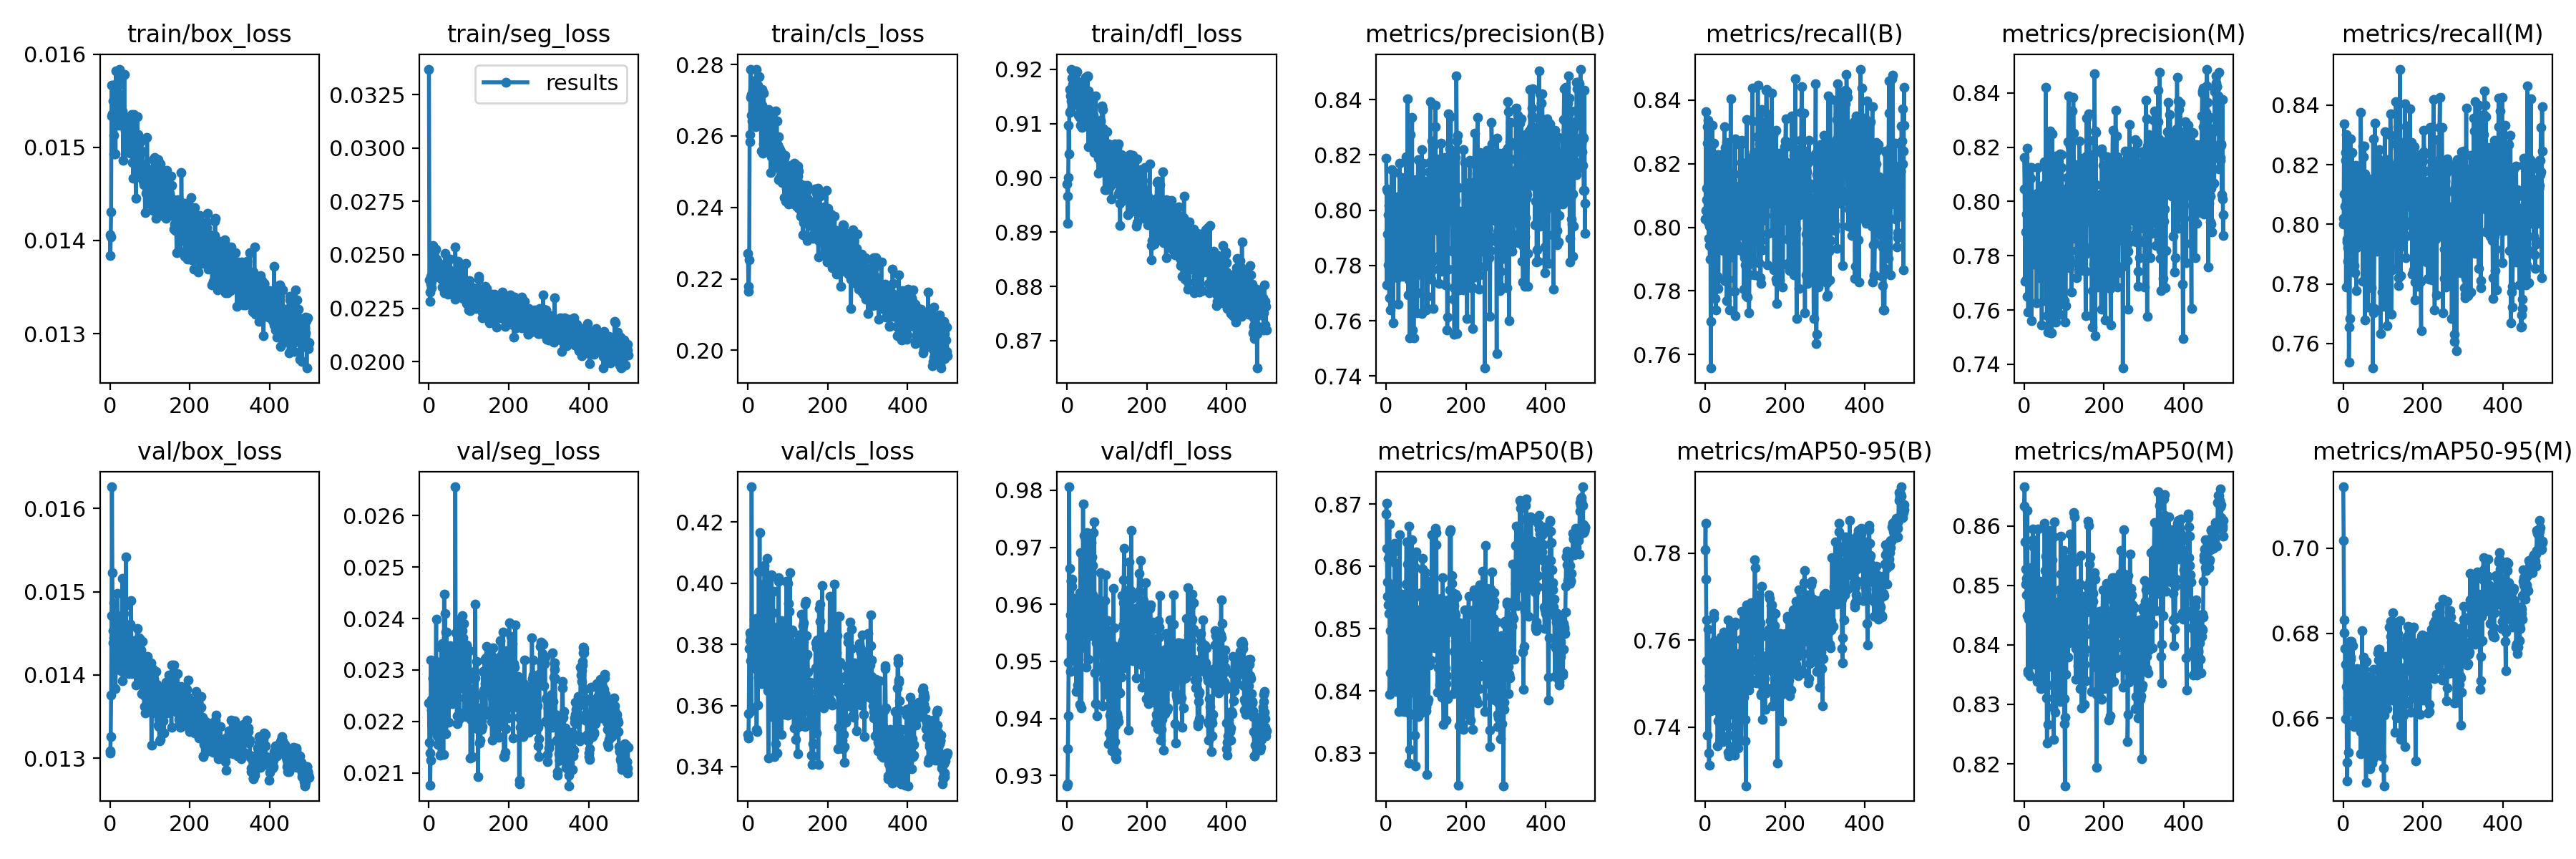 train/box_loss
0.016
0.015
0.014
0.013
0 200 400
train/seg_loss
results
0.0325
0.0300
0.0275
0.0250
0.0225
0.0200
0 200 400
train/cls_loss
0.28
0.26
0.24
0.22
0.20
0 200 400
train/dfl_loss
0.92
0.91
0.90
0.89
0.88
0.87
0 200 400
metrics/precision(B)
0.84
0.82
0.80
0.78
0.76
0.74
0 200 400
metrics/recall(B)
0.84
0.82
0.80
0.78
0.76
0 200 400
metrics/precision(M)
0.84
0.82
0.80
0.78
0.76
0.74
0 200 400
metrics/recall(M)
0.84
0.82
0.80
0.78
0.76
0 200 400
val/box_loss
0.016
0.015
0.014
0.013
0 200 400
val/seg_loss
0.026
0.025
0.024
0.023
0.022
0.021
0 200 400
val/cls_loss
0.42
0.40
0.38
0.36
0.34
0 200 400
val/dfl_loss
0.98
0.97
0.96
0.95
0.94
0.93
0 200 400
metrics/mAP50(B)
0.87
0.86
0.85
0.84
0.83
0 200 400
metrics/mAP50-95(B)
0.78
0.76
0.74
0 200 400
metrics/mAP50(M)
0.86
0.85
0.84
0.83
0.82
0 200 400
metrics/mAP50-95(M)
0.70
0.68
0.66
0 200 400